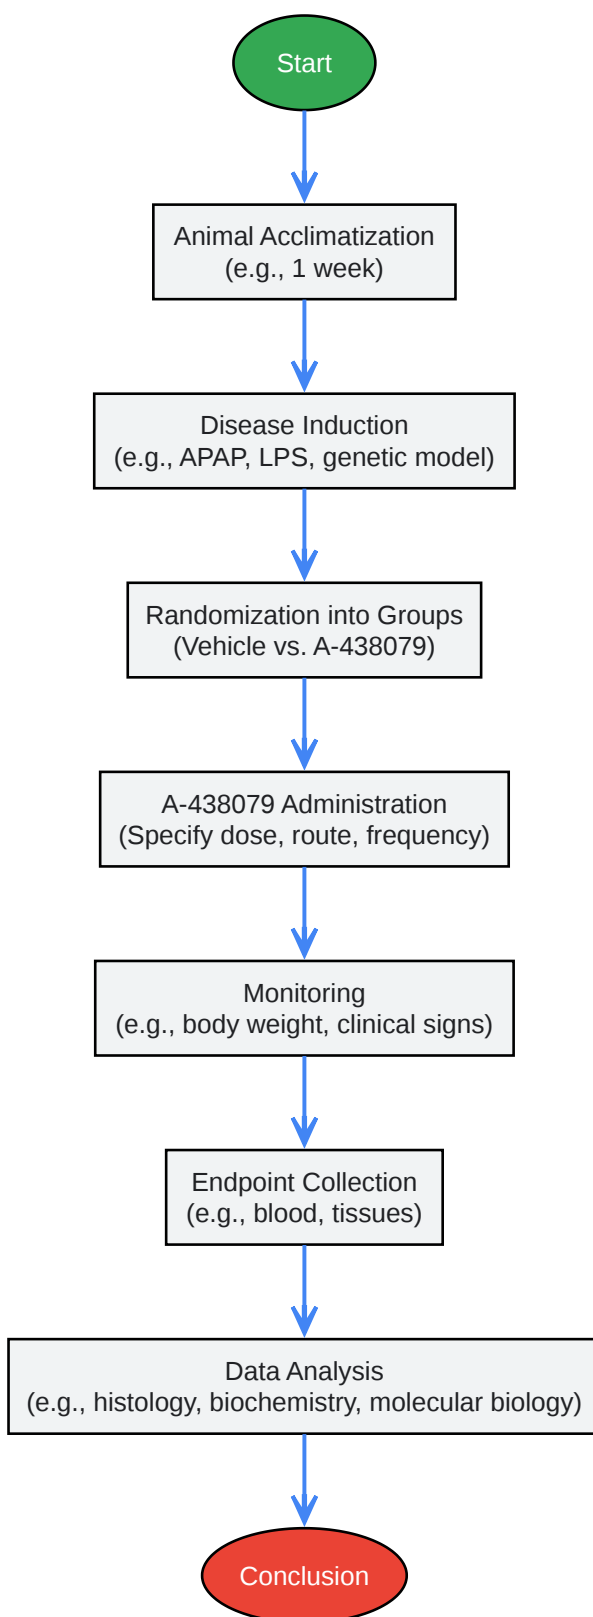 Start
Animal Acclimatization
(e.g., 1 week)
Disease Induction
(e.g., APAP, LPS, genetic model)
Randomization into Groups
(Vehicle vs. A-438079)
A-438079 Administration
(Specify dose, route, frequency)
Monitoring
(e.g., body weight, clinical signs)
Endpoint Collection
(e.g., blood, tissues)
Data Analysis
(e.g., histology, biochemistry, molecular biology)
Conclusion